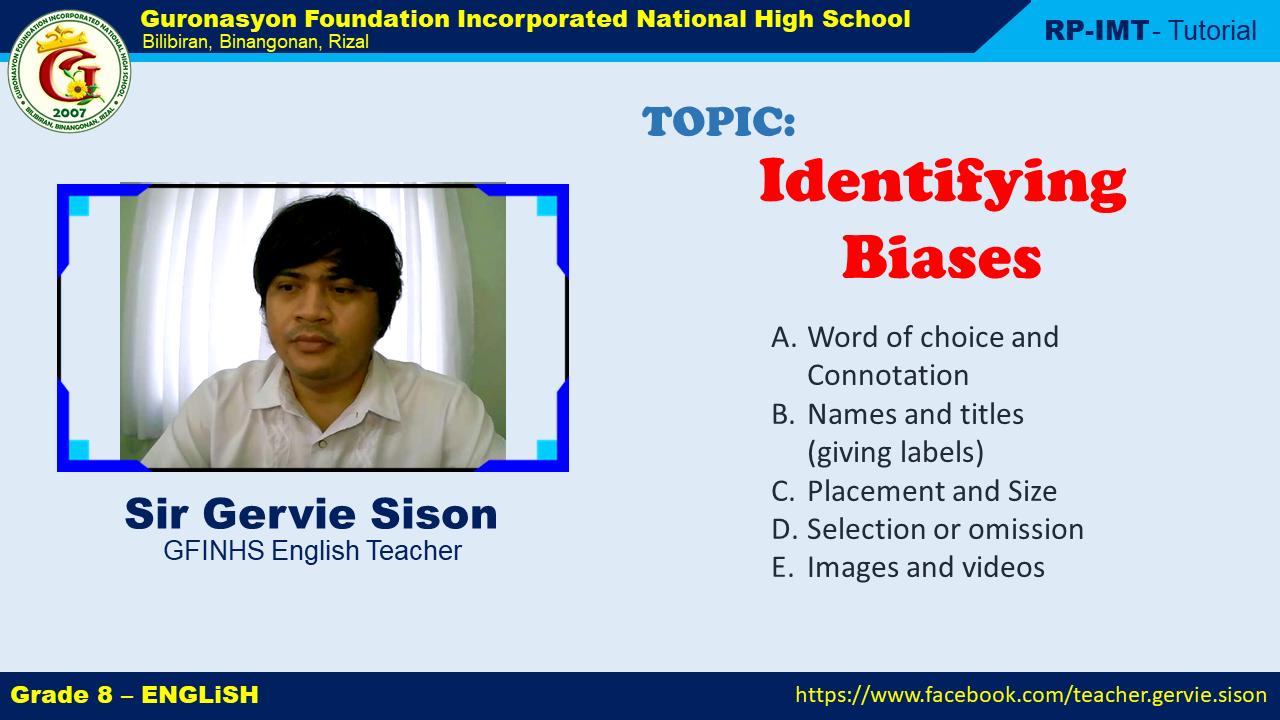 Guronasyon Foundation Incorporated National High School
Bilibiran, Binangonan, Rizal
RP-IMT - Tutorial
GURONASYON FOUNDATION INCORPORATED NATIONAL HIGH SCHOOL
G
2007
BILIBIRAN, BINANGONAN, RIZAL
TOPIC:
Identifying
Biases
A. Word of choice and
Connotation
B. Names and titles
(giving labels)
C. Placement and Size
D. Selection or omission
E. Images and videos
Sir Gervie Sison
GFINHS English Teacher
Grade 8 – ENGLiSH
https://www.facebook.com/teacher.gervie.sison